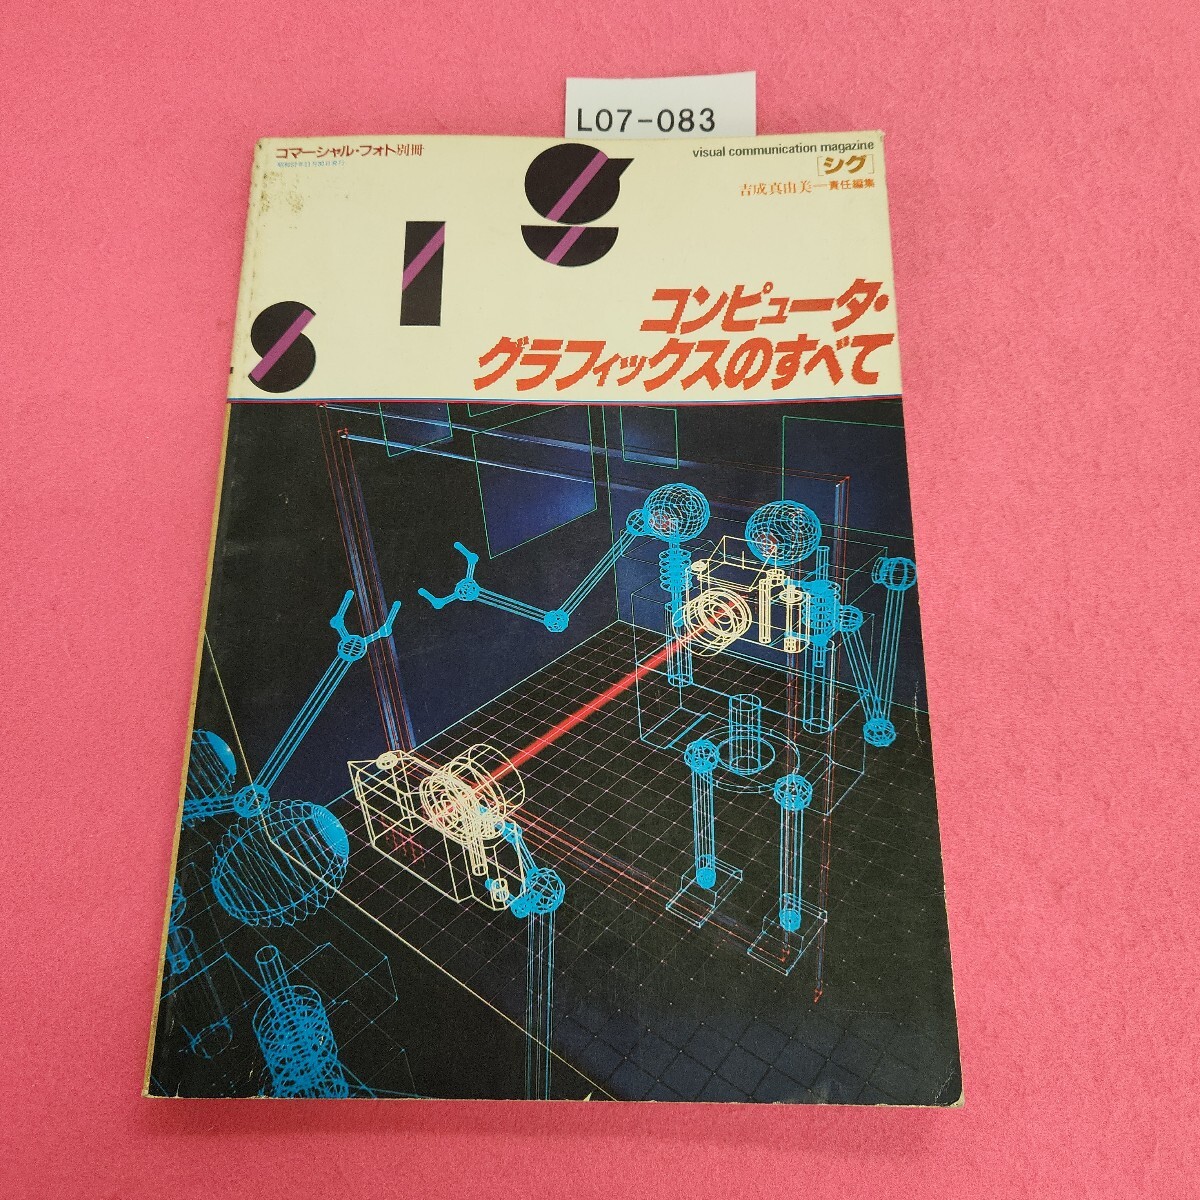 L07-083
コマーシャル・フォト別冊
visual communication magazine
[シグ]
吉成真由美—責任編集
sig
コンピュータ・
グラフィックスのすべて